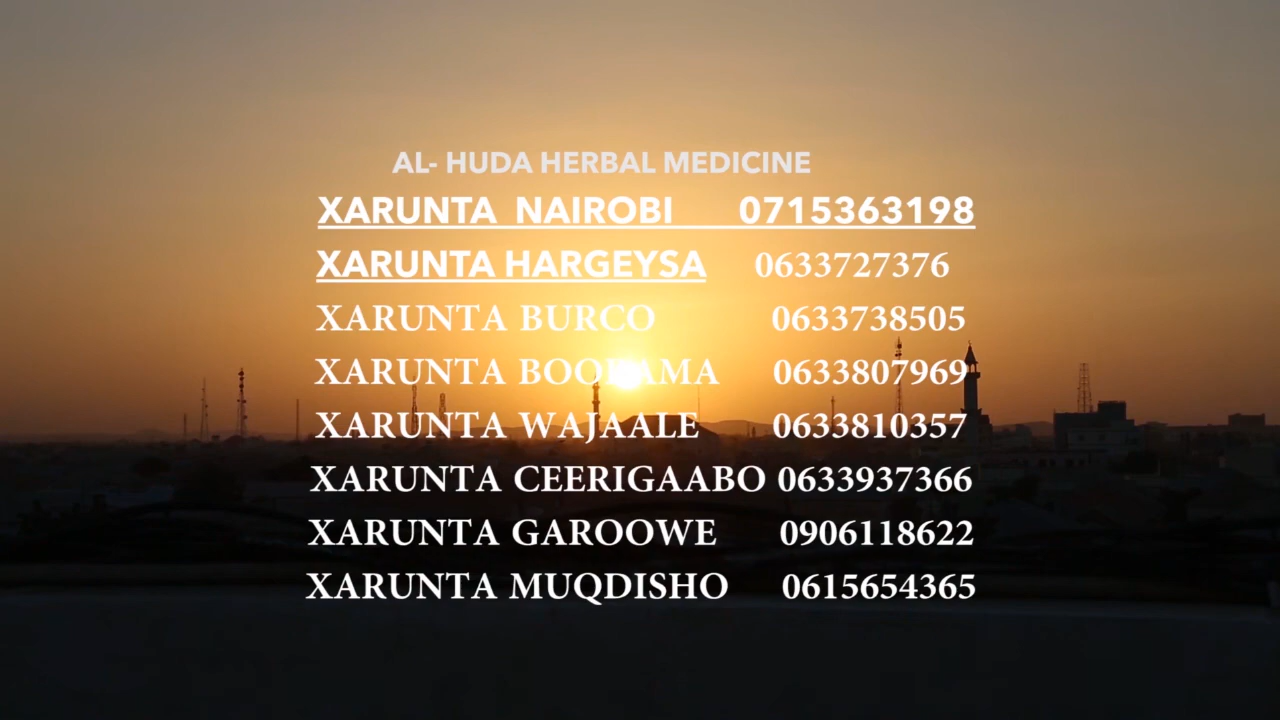 AL- HUDA HERBAL MEDICINE
XARUNTA NAIROBI 0715363198
XARUNTA HARGEYSA 0633727376
XARUNTA BURCO 0633738505
XARUNTA BOORAMA 0633807969
XARUNTA WAJAALE 0633810357
XARUNTA CEERIGAABO 0633937366
XARUNTA GAROOWE 0906118622
XARUNTA MUQDISHO 0615654365